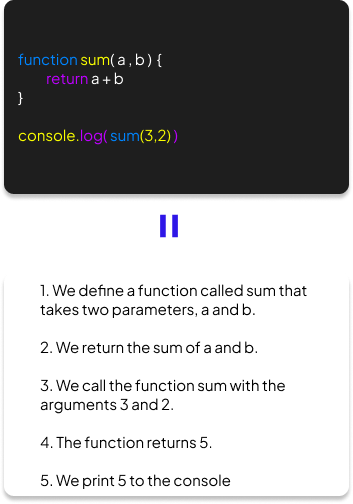 function sum( a , b ) {
return a + b
}
console.log( sum(3,2) )
1. We define a function called sum that
takes two parameters, a and b.
2. We return the sum of a and b.
3. We call the function sum with the
arguments 3 and 2.
4. The function returns 5.
5. We print 5 to the console